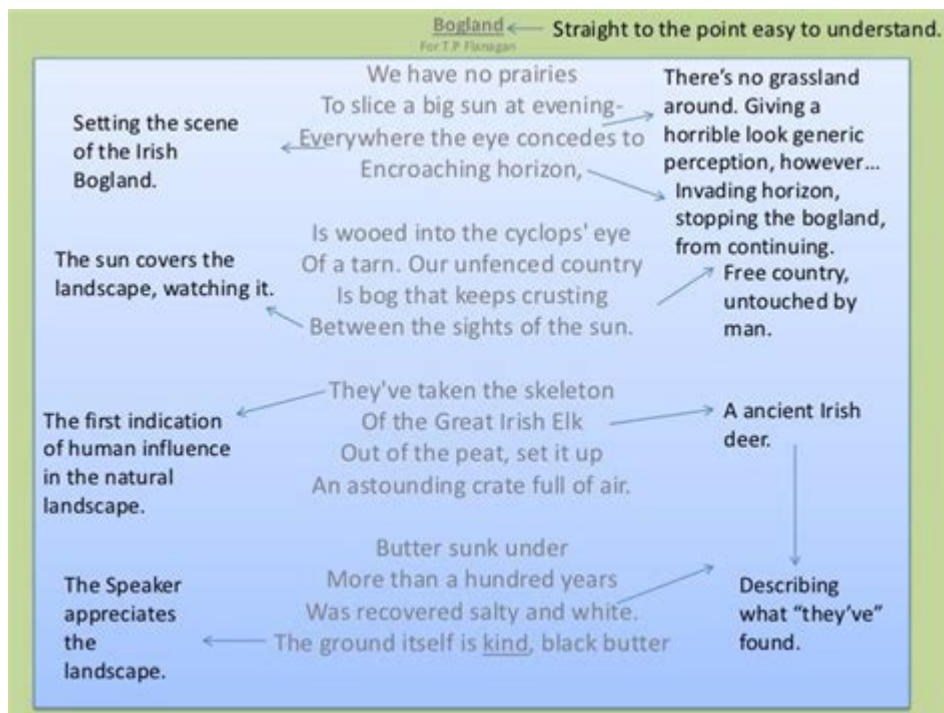 Bogland
For T.P Flanagan
Straight to the point easy to understand.
We have no prairies
To slice a big sun at evening-
Everywhere the eye concedes to
Encroaching horizon,
Setting the scene
of the Irish
Bogland.
There's no grassland
around. Giving a
horrible look generic
perception, however…
Invading horizon,
stopping the bogland,
from continuing.
Is wooed into the cyclops' eye
Of a tarn. Our unfenced country
Is bog that keeps crusting
Between the sights of the sun.
The sun covers the
landscape, watching it.
Free country,
untouched by
man.
They've taken the skeleton
Of the Great Irish Elk
Out of the peat, set it up
An astounding crate full of air.
The first indication
of human influence
in the natural
landscape.
A ancient Irish
deer.
Butter sunk under
More than a hundred years
Was recovered salty and white.
The ground itself is kind, black butter
The Speaker
appreciates
the
landscape.
Describing
what "they've"
found.